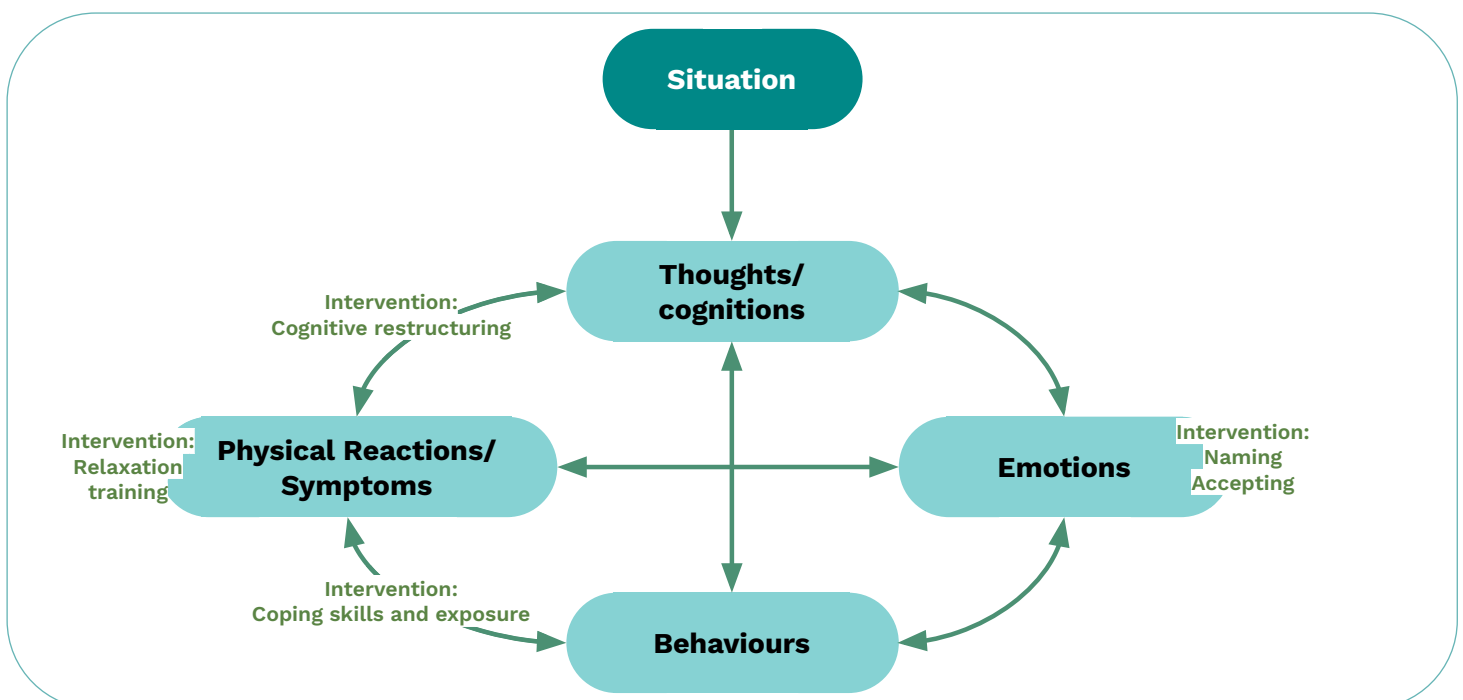 Situation
Thoughts/
cognitions
Intervention:
Cognitive restructuring
Intervention:
Relaxation
training
Physical Reactions/
Symptoms
Emotions
Intervention:
Naming
Accepting
Intervention:
Coping skills and exposure
Behaviours